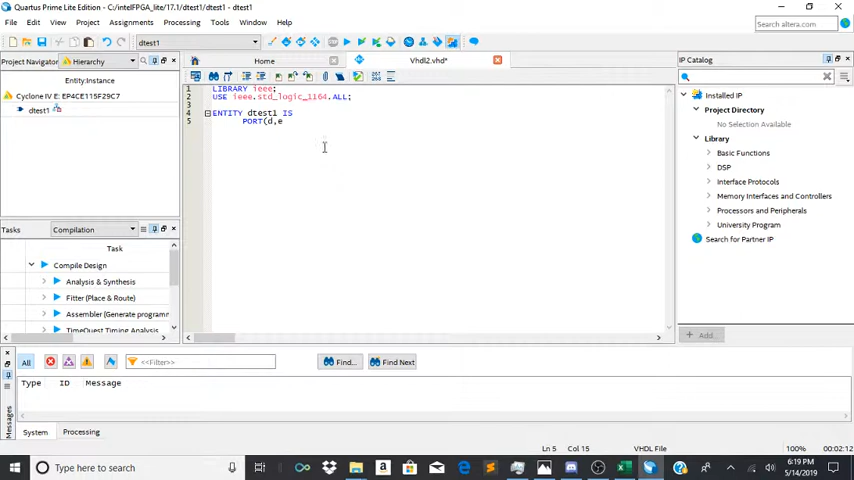 Quartus Prime Lite Edition - C:/intelFPGA_lite/17.1/dtest1/dtest1 - dtest1
File Edit View Project Assignments Processing Tools Window Help
Search altera.com
dtest1
Project Navigator Hierarchy
Home
Vhdl2.vhd*
IP Catalog
Entity:Instance
Cyclone IV E: EP4CE115F29C7
dtest1
1 LIBRARY ieee;
2 USE ieee.std_logic_1164.ALL;
3
4 ENTITY dtest1 IS
5 PORT(d,e
Installed IP
Project Directory
No Selection Available
Library
Basic Functions
DSP
Interface Protocols
Memory Interfaces and Controllers
Processors and Peripherals
University Program
Search for Partner IP
Add...
Tasks Compilation
Task
Compile Design
Analysis & Synthesis
Fitter (Place & Route)
Assembler (Generate programm
TimeQuest Timing Analysis
All <<Filter>> Find... Find Next
Type ID Message
Messages
System Processing
Ln 5 Col 15 VHDL File 100% 00:02:12
Type here to search
6:19 PM
5/14/2019